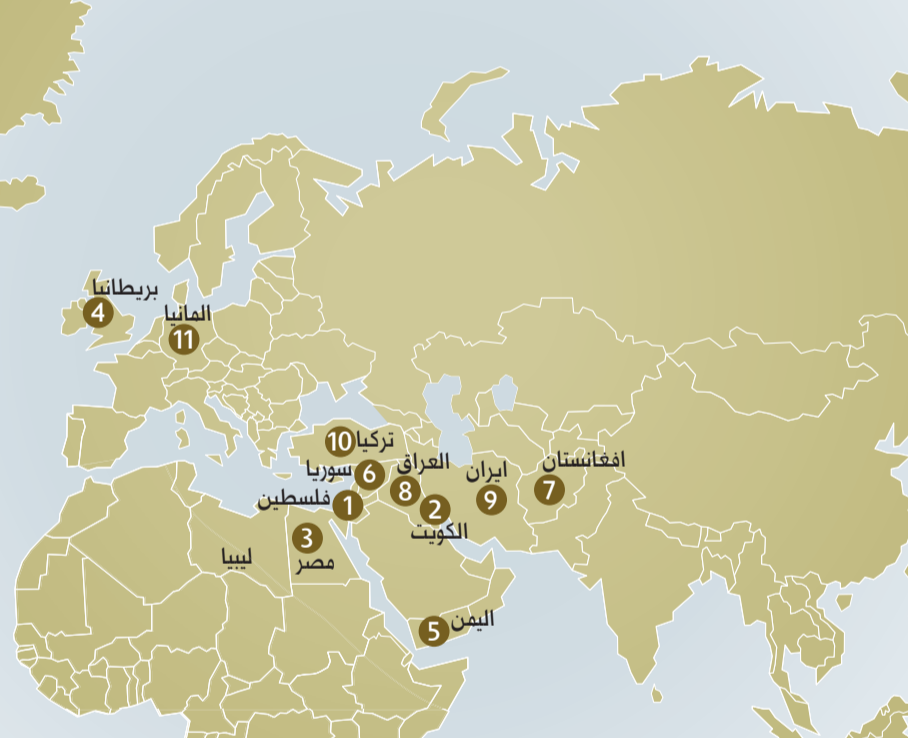 بريطانيا
4
المانيا
11
10 تركيا
سوريا 6
العراق
8
ايران
9
افغانستان
7
فلسطين 1
2
الكويت
3
مصر
ليبيا
5 اليمن